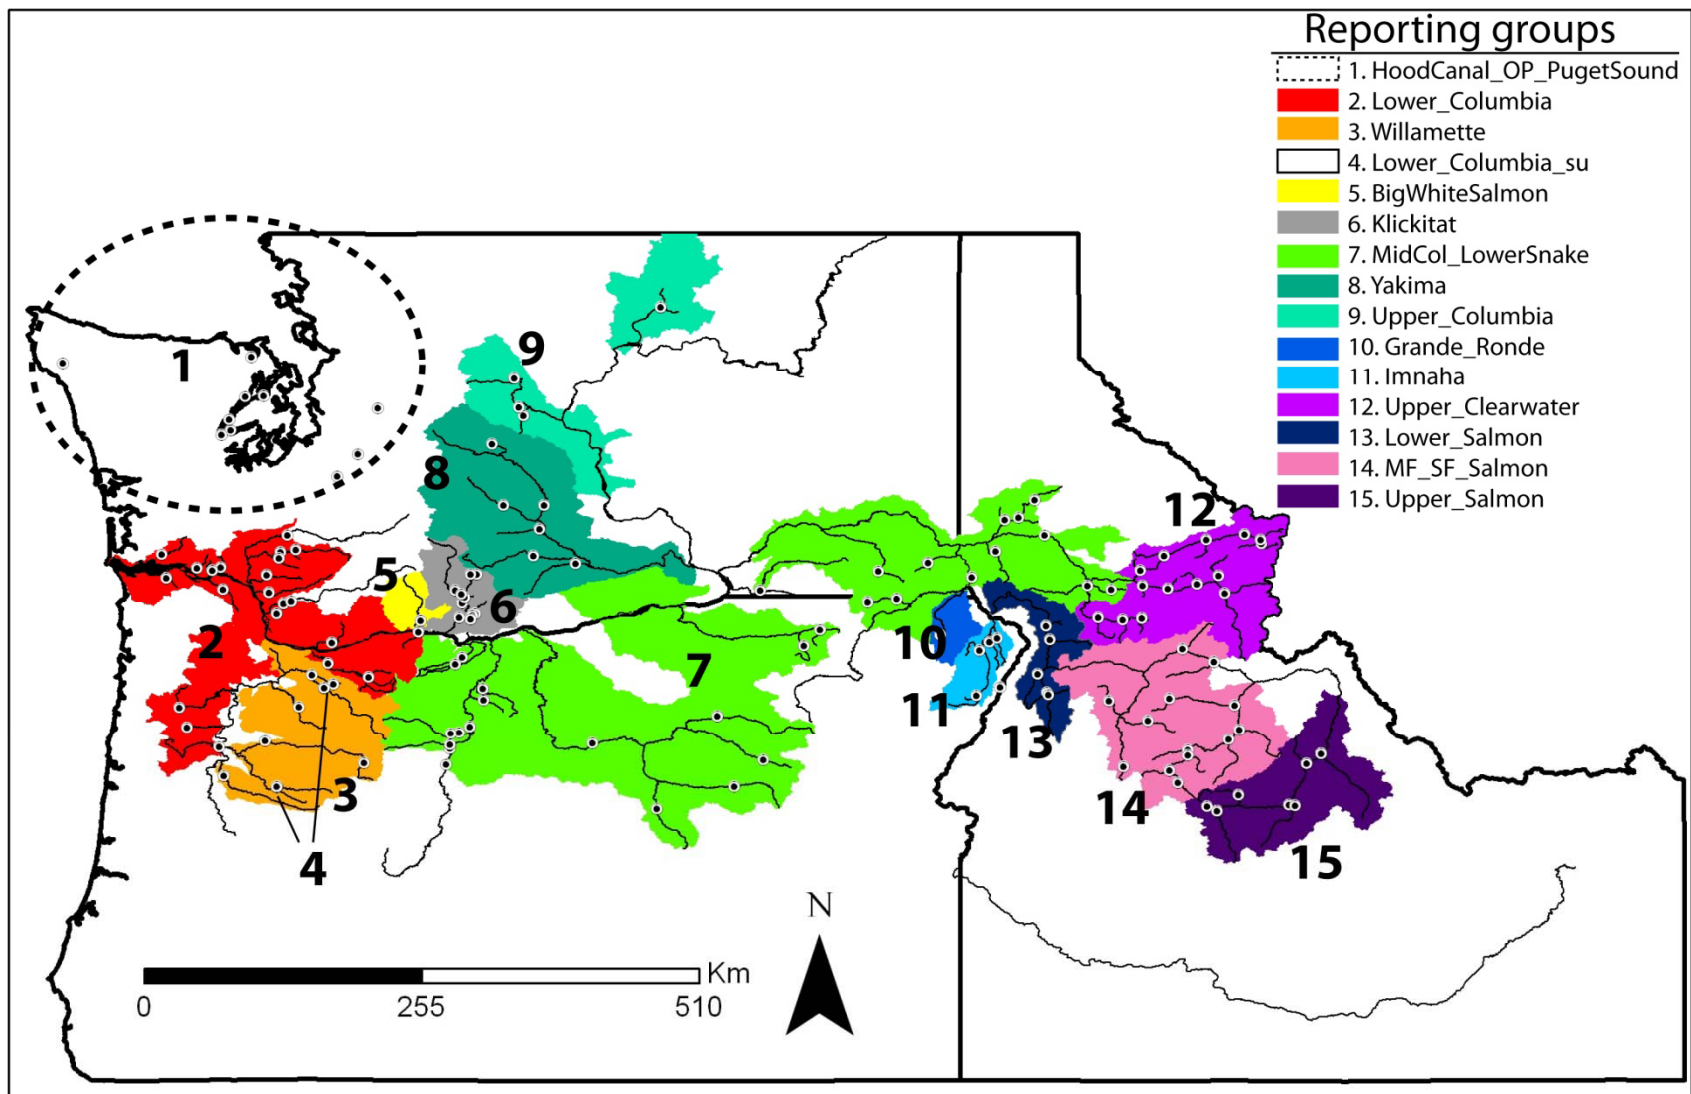 Reporting groups
1. HoodCanal_OP_PugetSound
2. Lower_Columbia
3. Willamette
4. Lower_Columbia_su
5. BigWhiteSalmon
6. Klickitat
7. MidCol_LowerSnake
8. Yakima
9. Upper_Columbia
10. Grande_Ronde
11. Imnaha
12. Upper_Clearwater
13. Lower_Salmon
14. MF_SF_Salmon
15. Upper_Salmon
1
9
8
12
5
6
2
10
7
11
13
3
14
4
15
N
Km
0 255 510